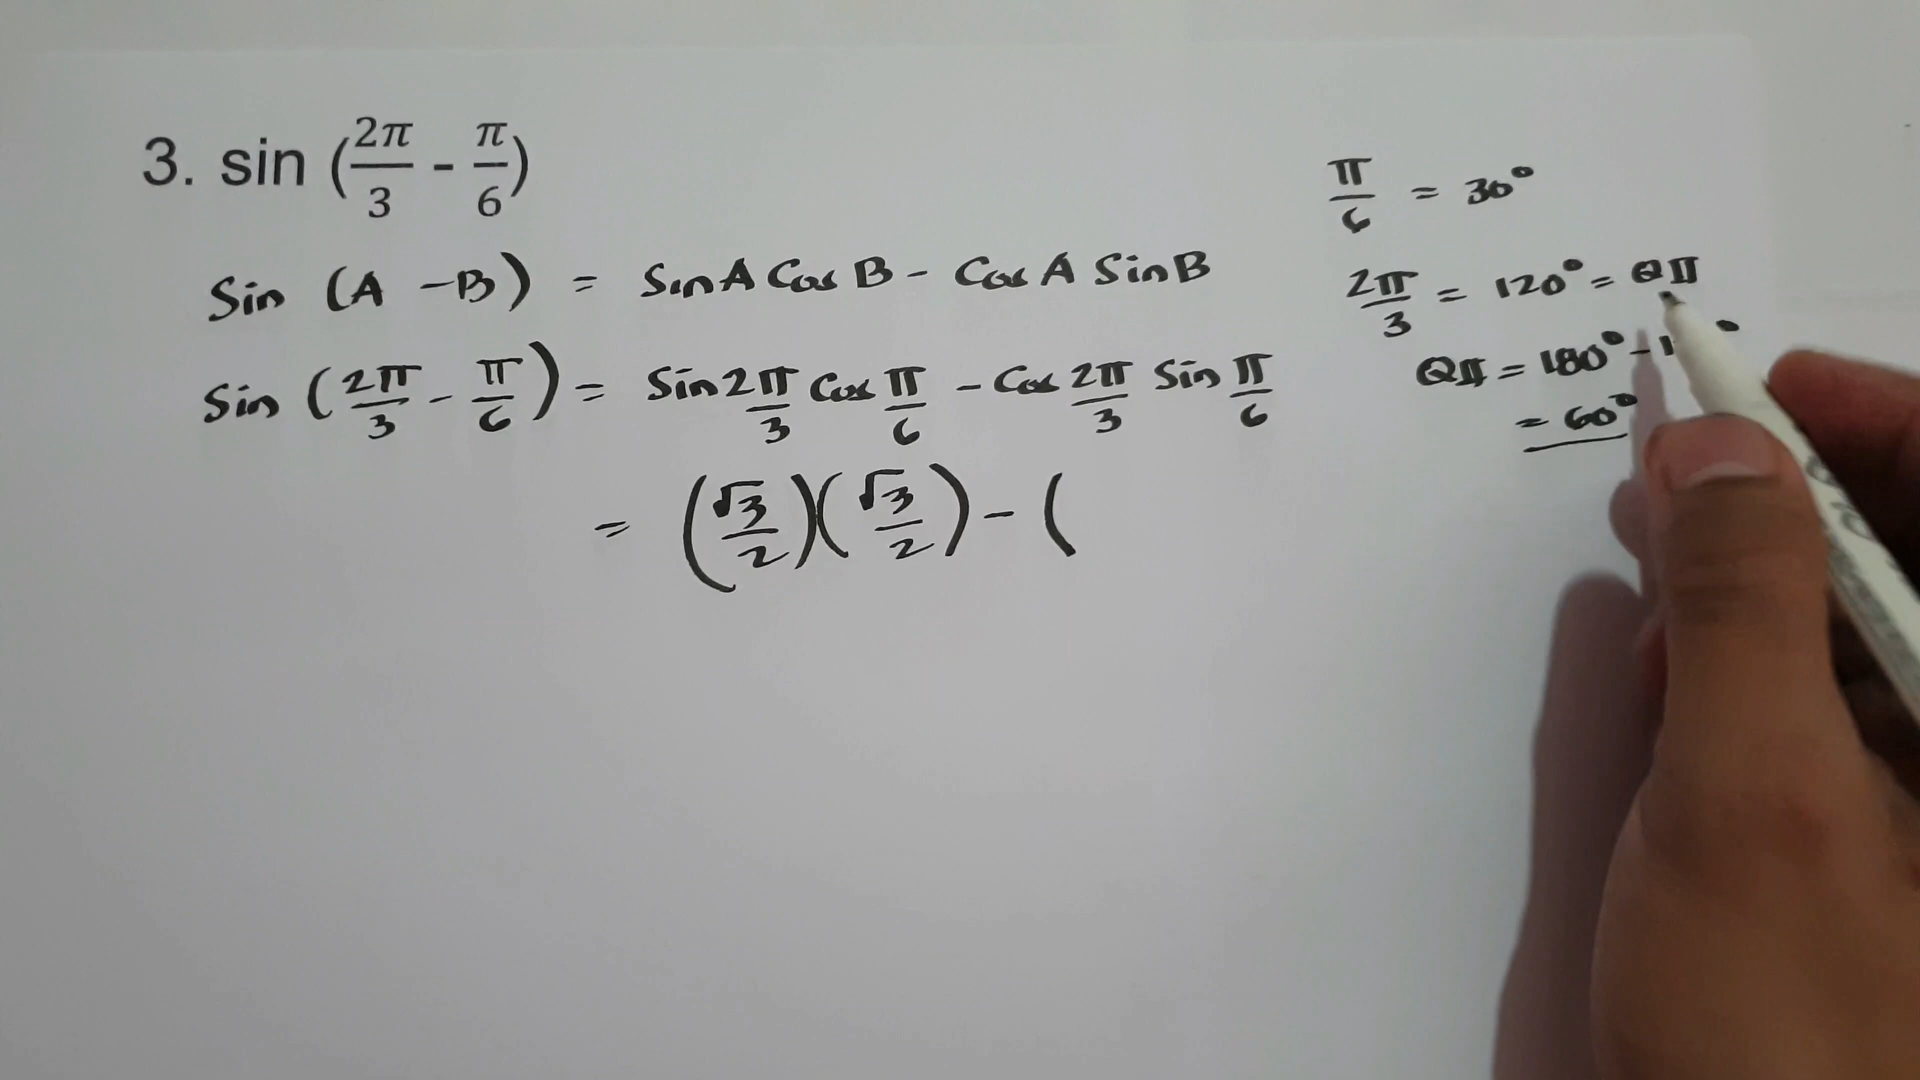 3. sin (2π/3 - π/6)
Sin (A - B) = Sin A Cos B - Cos A Sin B
Sin (2π/3 - π/6) = Sin 2π/3 Cos π/6 - Cos 2π/3 Sin π/6
= (√3/2)(√3/2) - (
π/6 = 30°
2π/3 = 120° = QII
QII = 180° - 1 °
= 60°